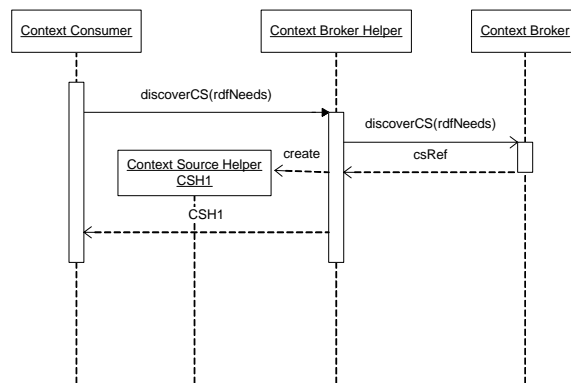 Context Consumer
Context Broker Helper
Context Broker
discoverCS(rdfNeeds)
discoverCS(rdfNeeds)
create
csRef
Context Source Helper
CSH1
CSH1